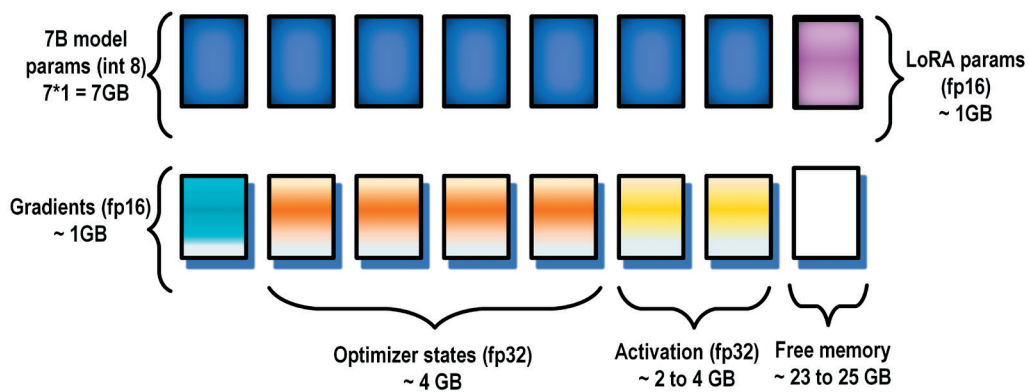 7B model
params (int 8)
7*1 = 7GB
LoRA params
(fp16)
~ 1GB
Gradients (fp16)
~ 1GB
Optimizer states (fp32)
~ 4 GB
Activation (fp32)
~ 2 to 4 GB
Free memory
~ 23 to 25 GB